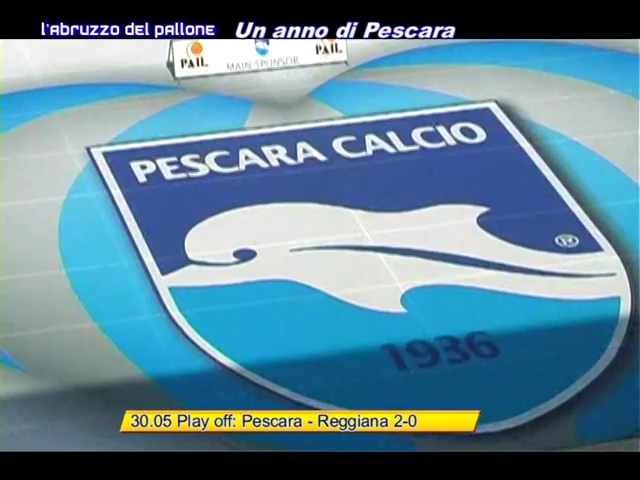 l'Abruzzo del pallone
Un anno di Pescara
PAIL
PAIL
MAIN SPONSOR
PESCARA CALCIO
®
1936
30.05 Play off: Pescara - Reggiana 2-0